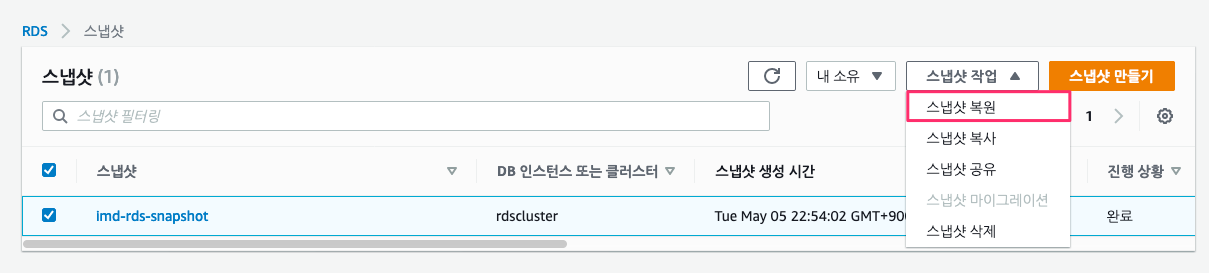 RDS > 스냅샷
스냅샷 (1)
내 소유
스냅샷 작업
스냅샷 만들기
스냅샷 필터링
스냅샷 복원
1
스냅샷 복사
스냅샷 공유
스냅샷 마이그레이션
스냅샷 삭제
스냅샷
DB 인스턴스 또는 클러스터
스냅샷 생성 시간
진행 상황
imd-rds-snapshot
rdscluster
Tue May 05 22:54:02 GMT+900
완료